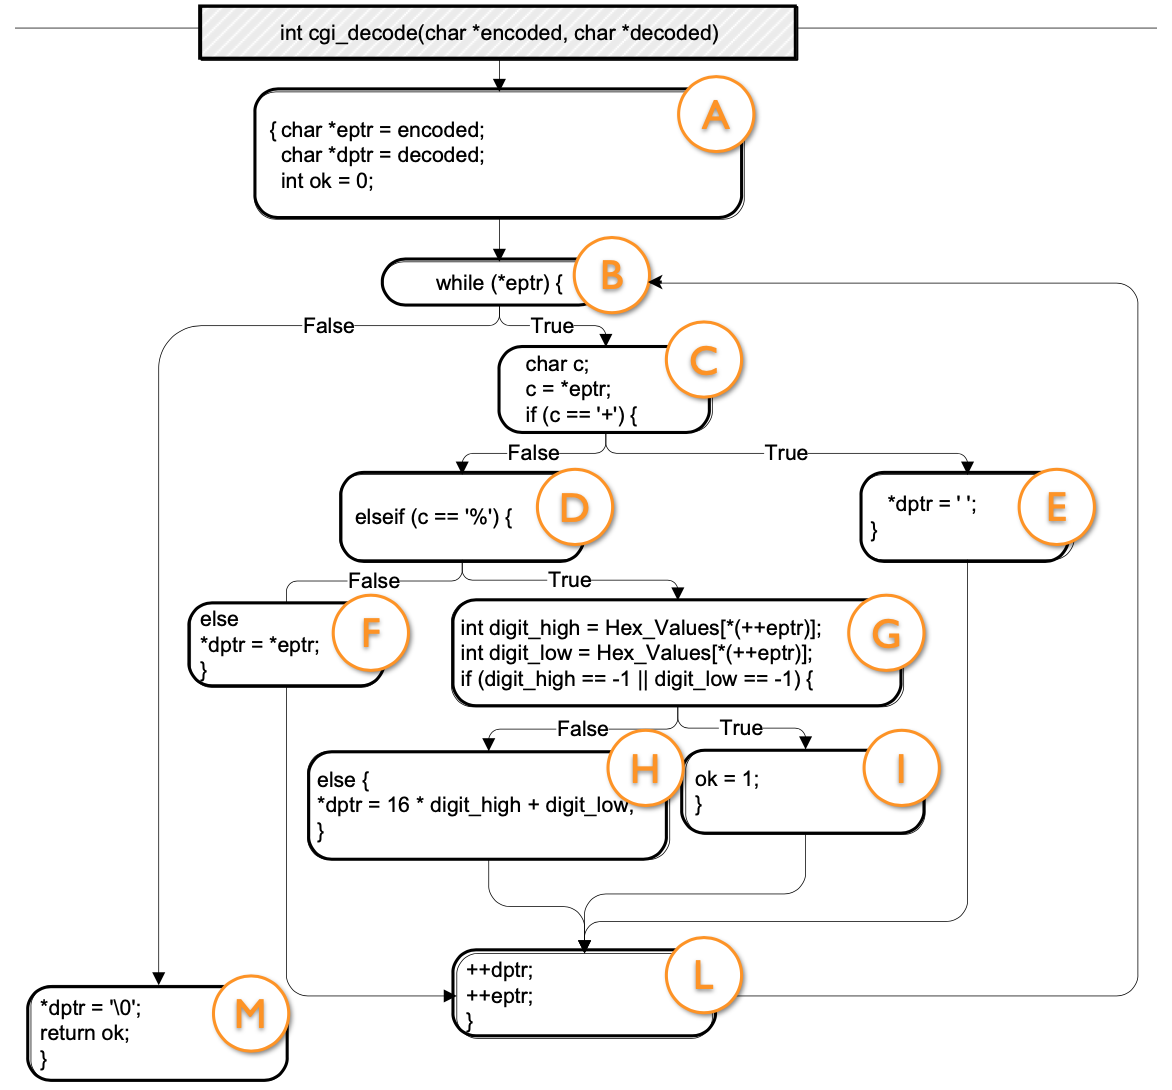 int cgi_decode(char *encoded, char *decoded)
A
{ char *eptr = encoded;
char *dptr = decoded;
int ok = 0;
B
while (*eptr) {
False
True
C
char c;
c = *eptr;
if (c == '+') {
False
True
D
elseif (c == '%') {
E
*dptr = ' ';
}
False
True
F
else
*dptr = *eptr;
}
G
int digit_high = Hex_Values[*(++eptr)];
int digit_low = Hex_Values[*(++eptr)];
if (digit_high == -1 || digit_low == -1) {
False
True
H
else {
*dptr = 16 * digit_high + digit_low;
}
I
ok = 1;
}
L
++dptr;
++eptr;
}
M
*dptr = '\0';
return ok;
}